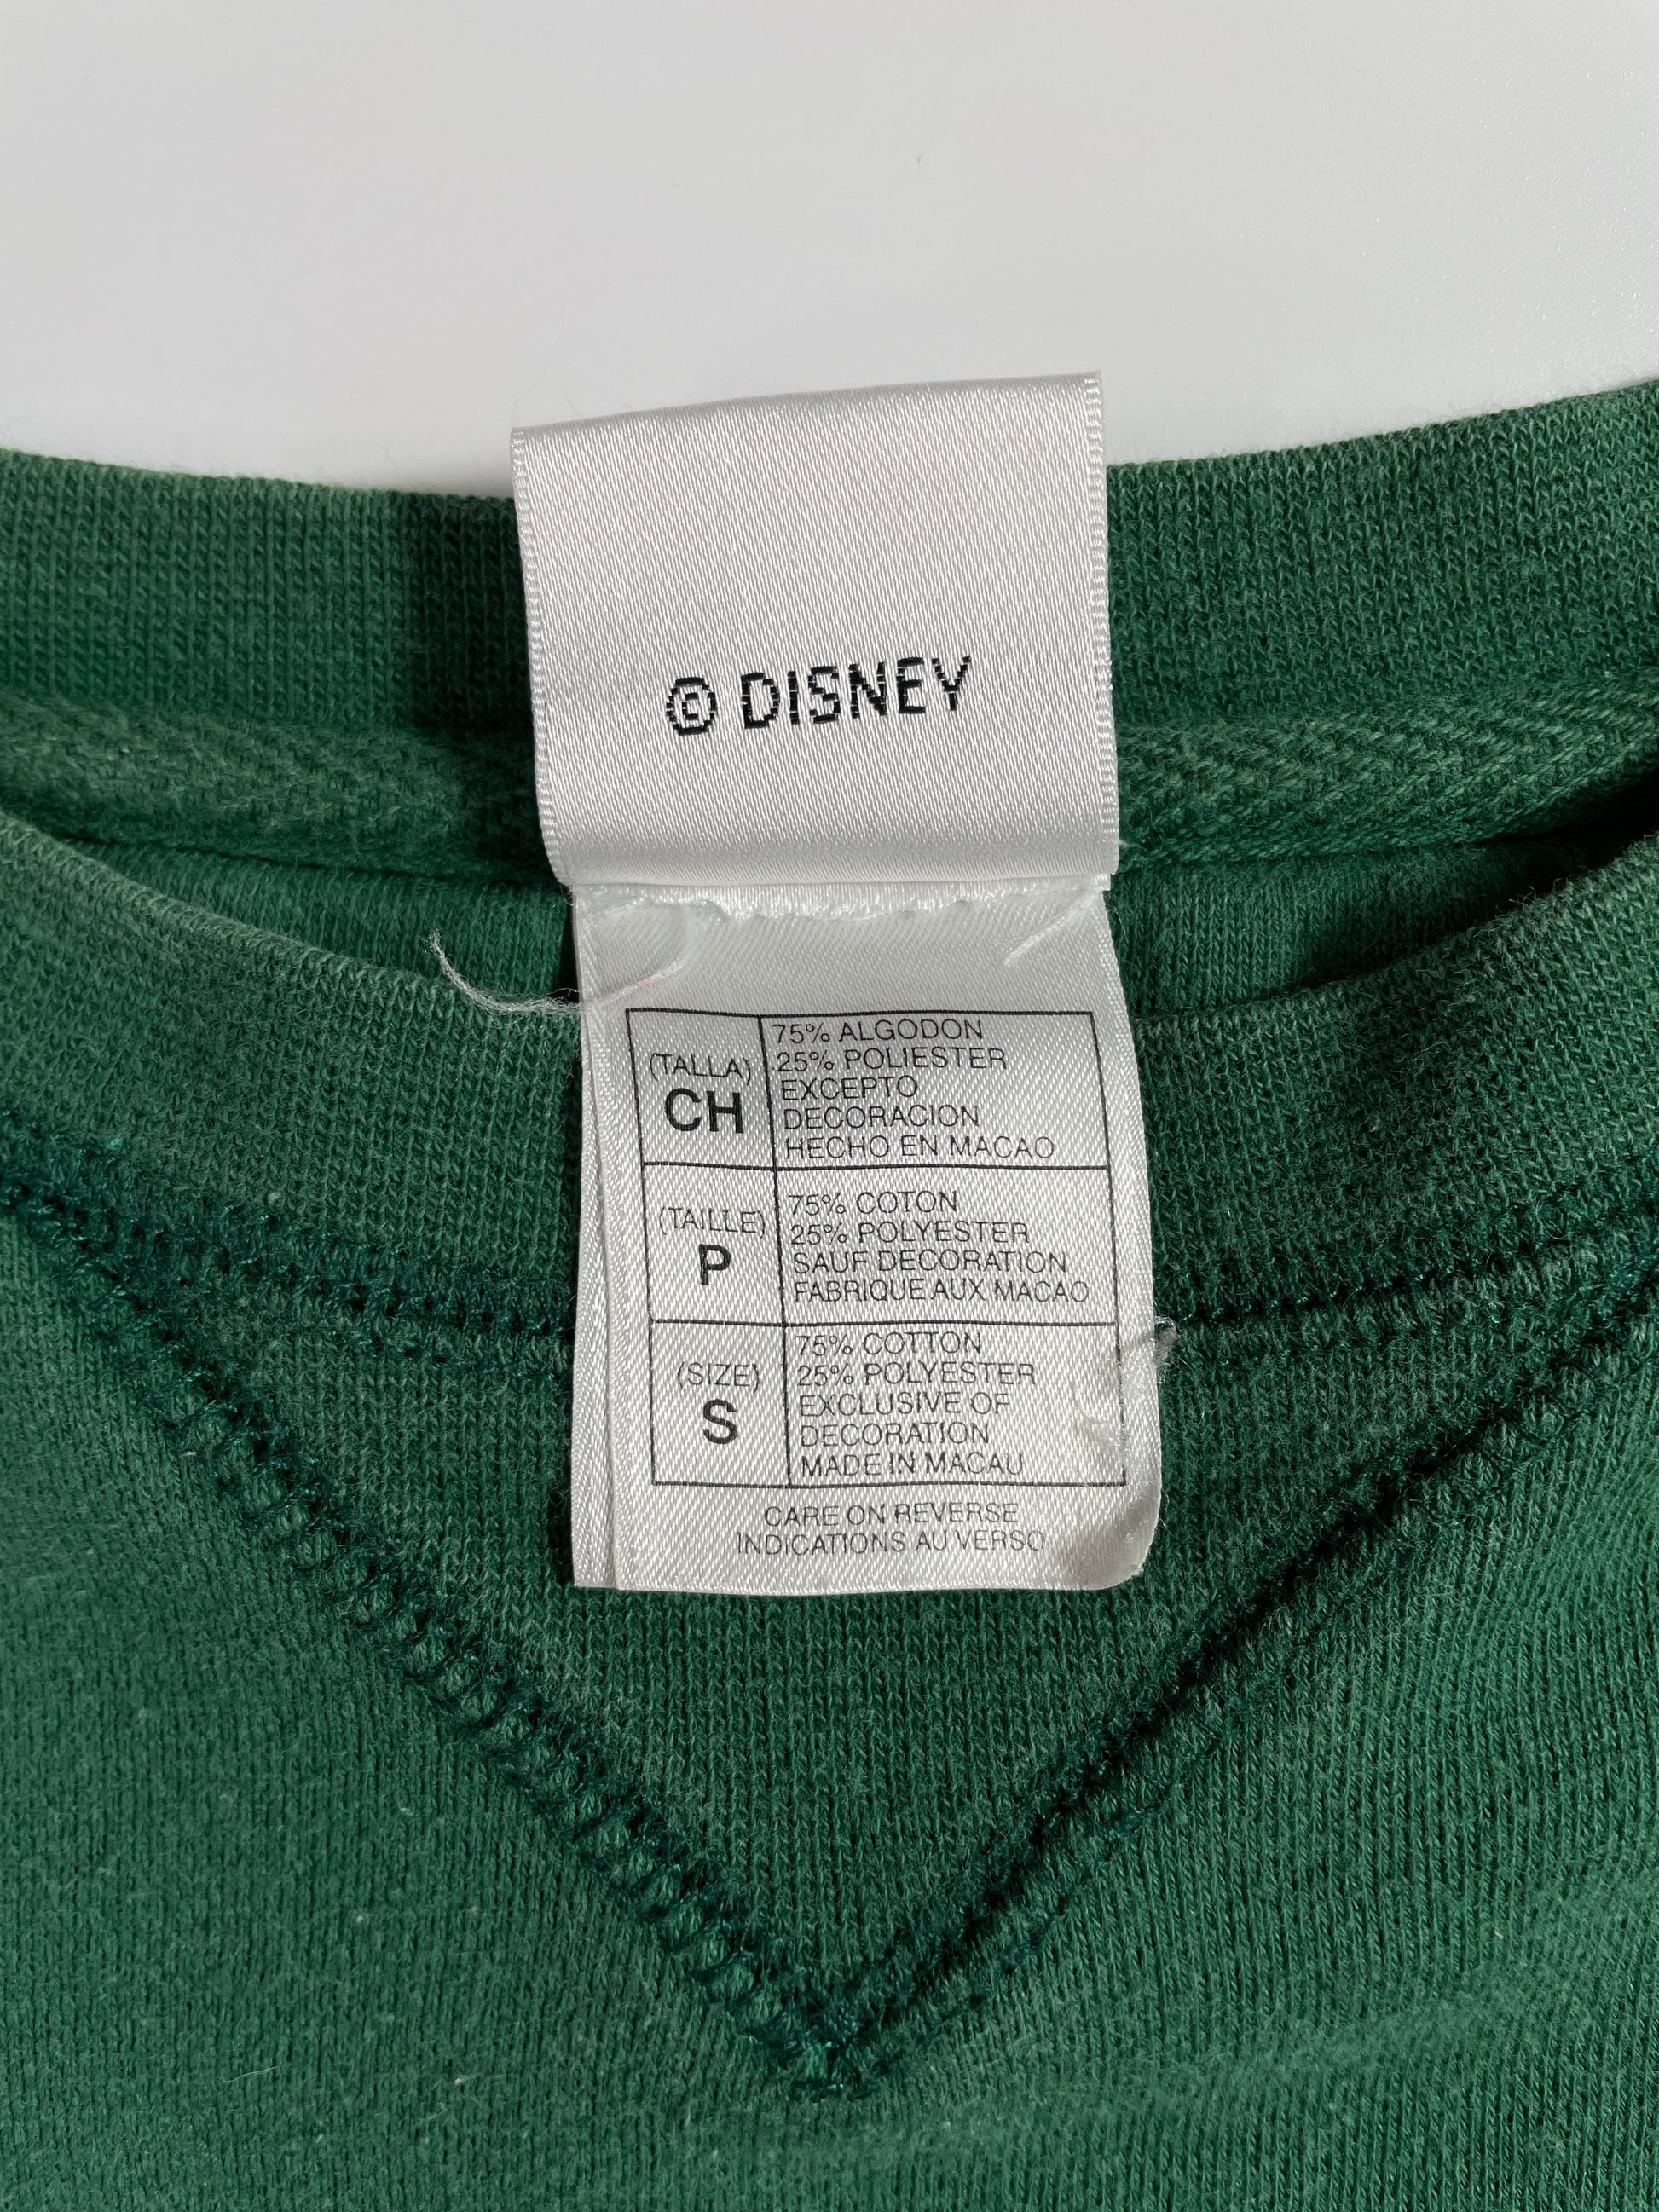 © DISNEY
(TALLA)
CH
75% ALGODON
25% POLIESTER
EXCEPTO
DECORACION
HECHO EN MACAO
(TAILLE)
P
75% COTON
25% POLYESTER
SAUF DECORATION
FABRIQUE AUX MACAO
(SIZE)
S
75% COTTON
25% POLYESTER
EXCLUSIVE OF
DECORATION
MADE IN MACAU
CARE ON REVERSE
INDICATIONS AU VERSO